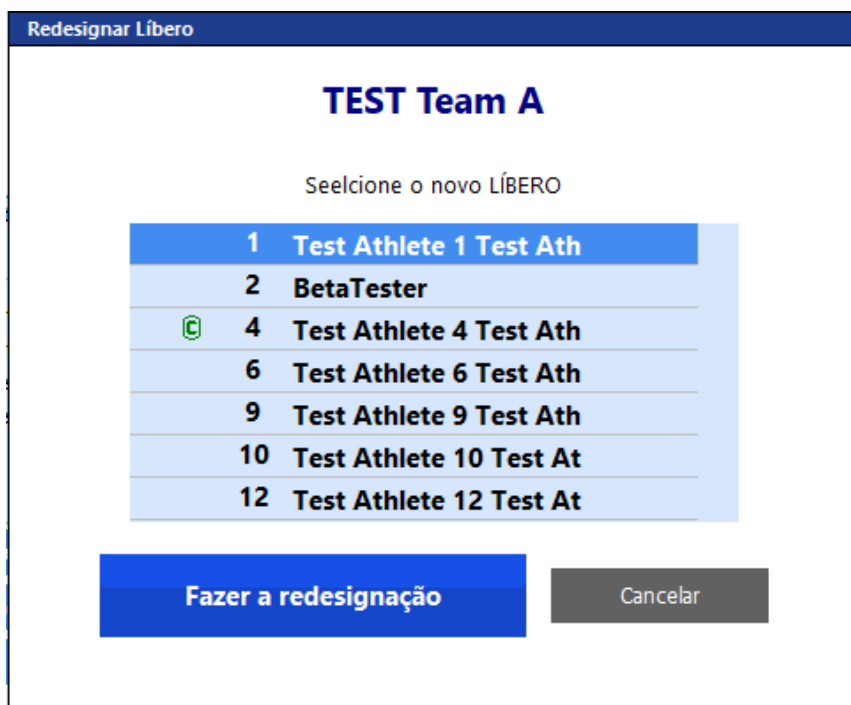 Redesignar Líbero
TEST Team A
Seelcione o novo LÍBERO
1 Test Athlete 1 Test Ath
2 BetaTester
C 4 Test Athlete 4 Test Ath
6 Test Athlete 6 Test Ath
9 Test Athlete 9 Test Ath
10 Test Athlete 10 Test At
12 Test Athlete 12 Test At
Fazer a redesignação Cancelar